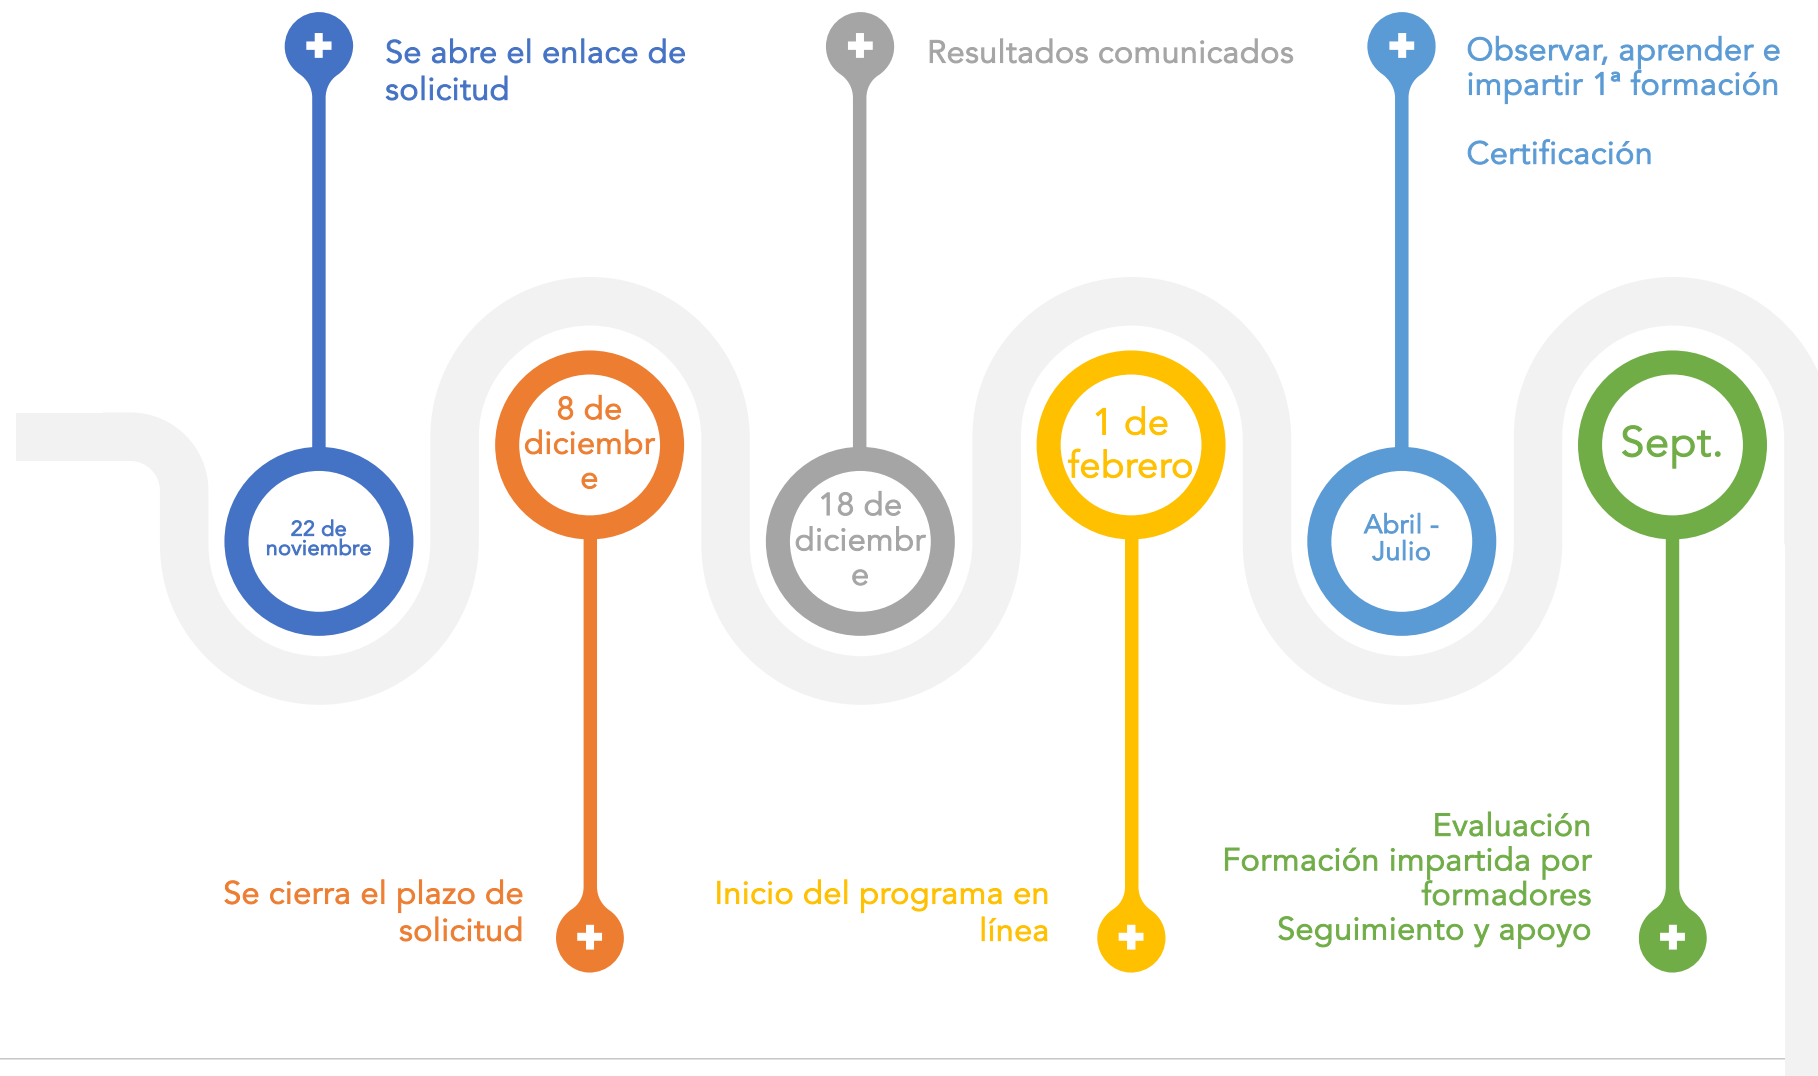 Se abre el enlace de
solicitud
Resultados comunicados
Observar, aprender e
impartir 1ª formación
Certificación
22 de
noviembre
8 de
diciembr
e
18 de
diciembr
e
1 de
febrero
Abril -
Julio
Sept.
Se cierra el plazo de
solicitud
Inicio del programa en
línea
Evaluación
Formación impartida por
formadores
Seguimiento y apoyo